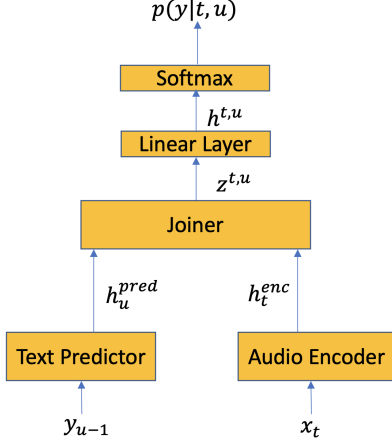 p(y|t, u)
Softmax
h^{t,u}
Linear Layer
z^{t,u}
Joiner
h_u^{pred}
h_t^{enc}
Text Predictor
Audio Encoder
y_{u-1}
x_t